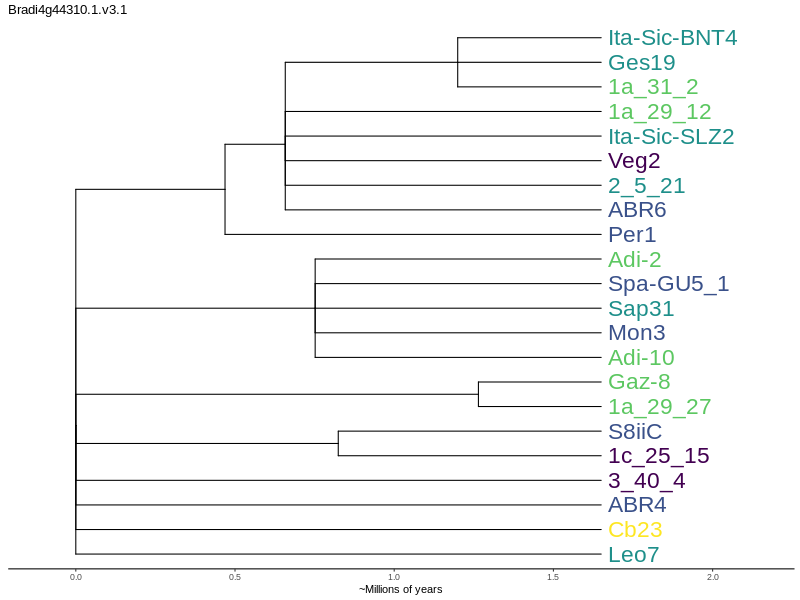 Bradi4g44310.1.v3.1
Ita-Sic-BNT4
Ges19
1a_31_2
1a_29_12
Ita-Sic-SLZ2
Veg2
2_5_21
ABR6
Per1
Adi-2
Spa-GU5_1
Sap31
Mon3
Adi-10
Gaz-8
1a_29_27
S8iiC
1c_25_15
3_40_4
ABR4
Cb23
Leo7
0.0 0.5 1.0 1.5 2.0
~Millions of years